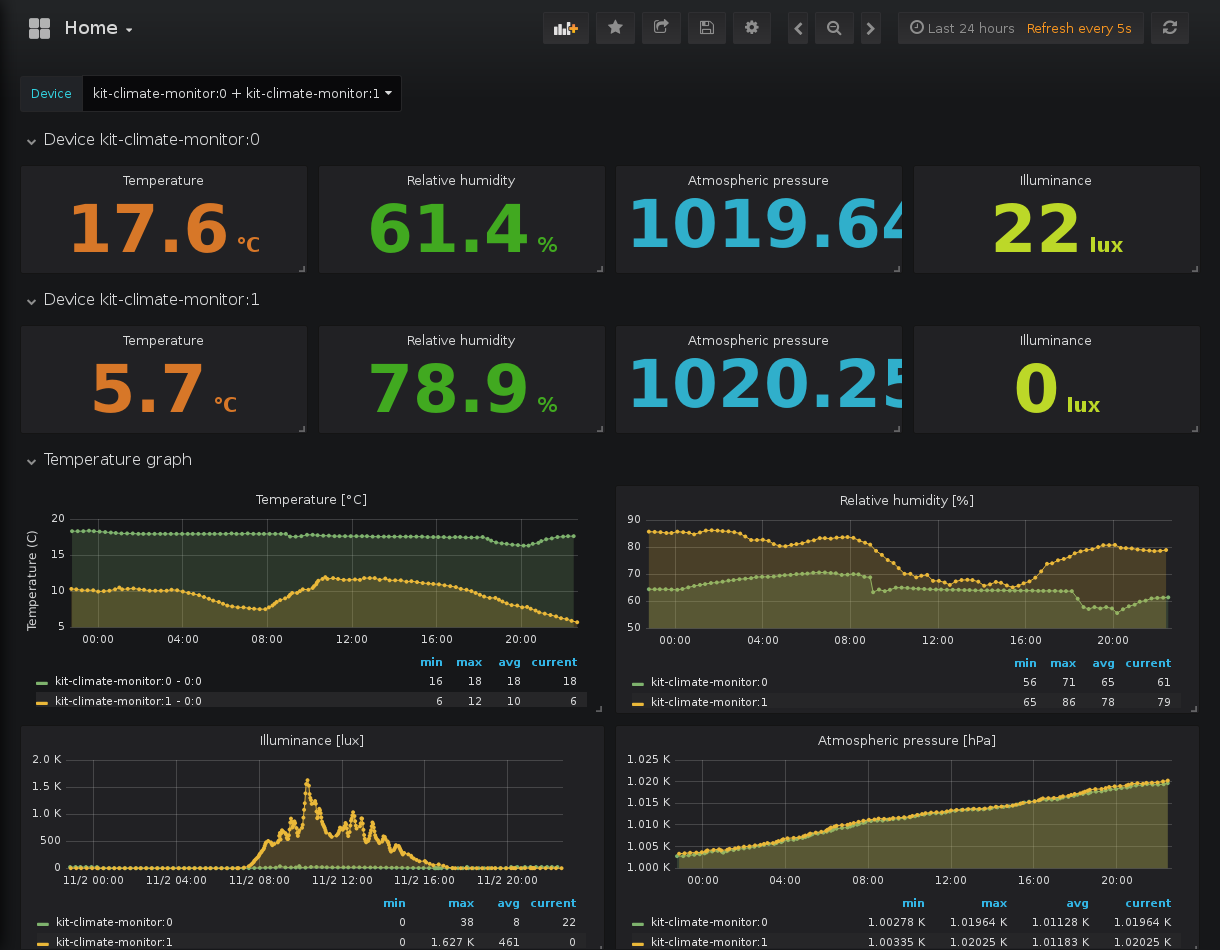 Home
Last 24 hours Refresh every 5s
Device kit-climate-monitor:0 + kit-climate-monitor:1
Device kit-climate-monitor:0
Temperature Relative humidity Atmospheric pressure Illuminance
17.6 °C 61.4 % 1019.64 22 lux
Device kit-climate-monitor:1
Temperature Relative humidity Atmospheric pressure Illuminance
5.7 °C 78.9 % 1020.25 0 lux
Temperature graph
Temperature [°C]
Temperature (C)
20
15
10
5
00:00 04:00 08:00 12:00 16:00 20:00
min max avg current
kit-climate-monitor:0 - 0:0 16 18 18 18
kit-climate-monitor:1 - 0:0 6 12 10 6
Relative humidity [%]
90
80
70
60
50
00:00 04:00 08:00 12:00 16:00 20:00
min max avg current
kit-climate-monitor:0 56 71 65 61
kit-climate-monitor:1 65 86 78 79
Illuminance [lux]
2.0 K
1.5 K
1.0 K
500
0
11/2 00:00 11/2 04:00 11/2 08:00 11/2 12:00 11/2 16:00 11/2 20:00
min max avg current
kit-climate-monitor:0 0 38 8 22
kit-climate-monitor:1 0 1.627 K 461 0
Atmospheric pressure [hPa]
1.025 K
1.020 K
1.015 K
1.010 K
1.005 K
1.000 K
00:00 04:00 08:00 12:00 16:00 20:00
min max avg current
kit-climate-monitor:0 1.00278 K 1.01964 K 1.01128 K 1.01964 K
kit-climate-monitor:1 1.00335 K 1.02025 K 1.01183 K 1.02025 K